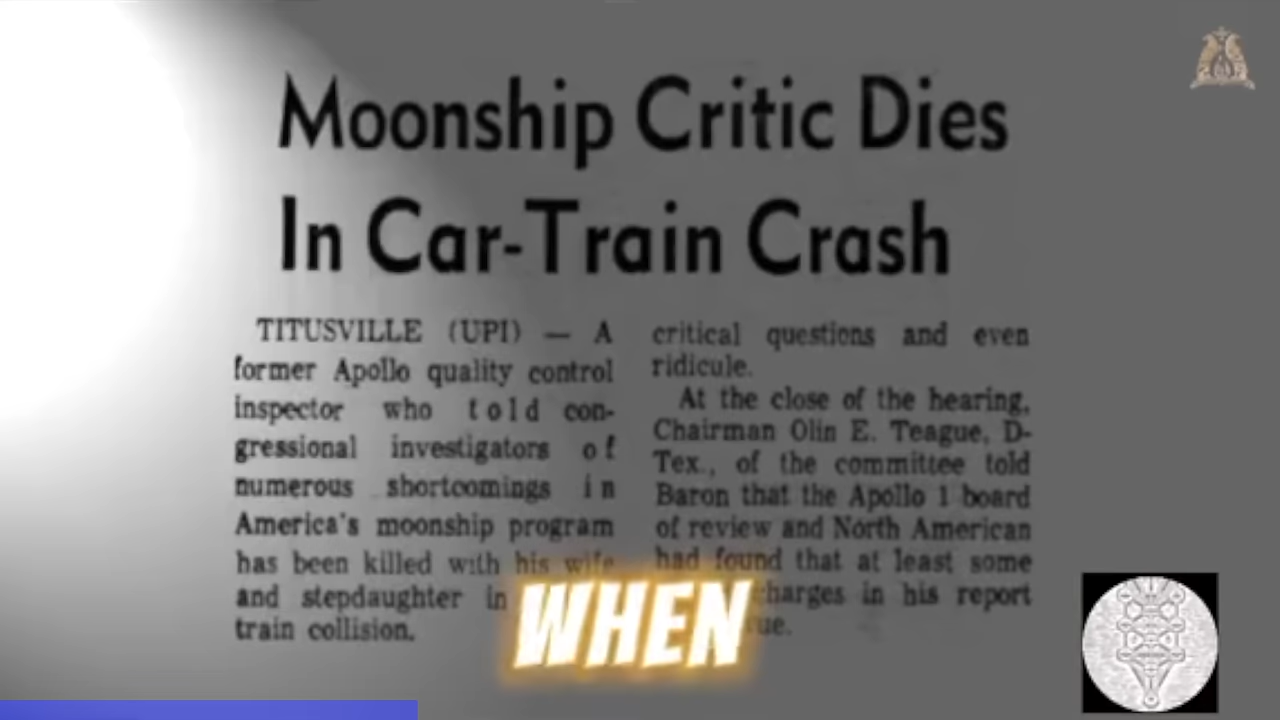 Moonship Critic Dies
In Car-Train Crash
TITUSVILLE (UPI) — A
former Apollo quality control
inspector who told con-
gressional investigators of
numerous shortcomings in
America's moonship program
has been killed with his wife
and stepdaughter in
train collision.
critical questions and even
ridicule.
At the close of the hearing,
Chairman Olin E. Teague, D-
Tex., of the committee told
Baron that the Apollo 1 board
of review and North American
had found that at least some
charges in his report
WHEN